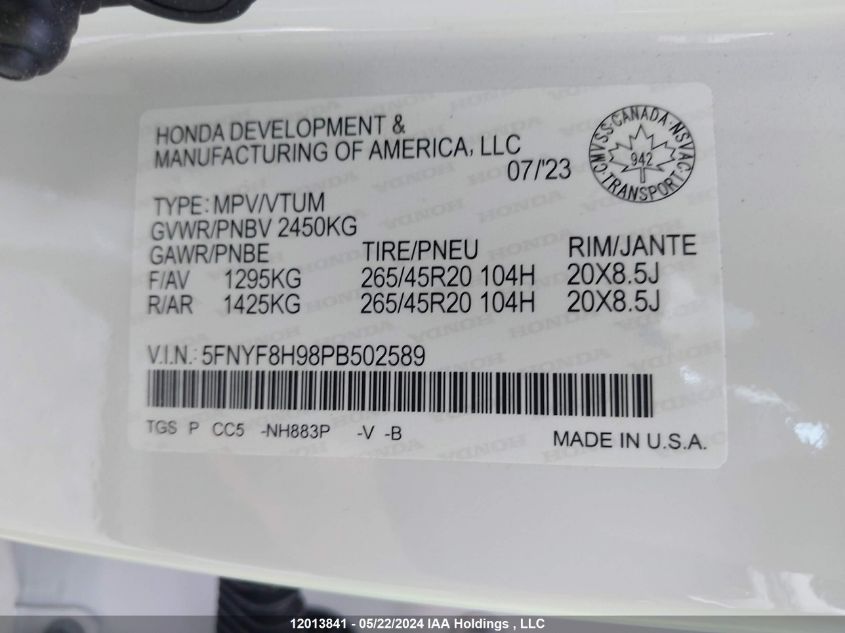 HONDA DEVELOPMENT &
MANUFACTURING OF AMERICA, LLC
07/'23
CMVSS·CANADA·NSVAC
942
·TRANSPORT·
TYPE: MPV/VTUM
GVWR/PNBV 2450KG
GAWR/PNBE TIRE/PNEU RIM/JANTE
F/AV 1295KG 265/45R20 104H 20X8.5J
R/AR 1425KG 265/45R20 104H 20X8.5J
V.I.N.: 5FNYF8H98PB502589
TGS P CC5 -NH883P -V -B
MADE IN U.S.A.
12013841 - 05/22/2024 IAA Holdings , LLC